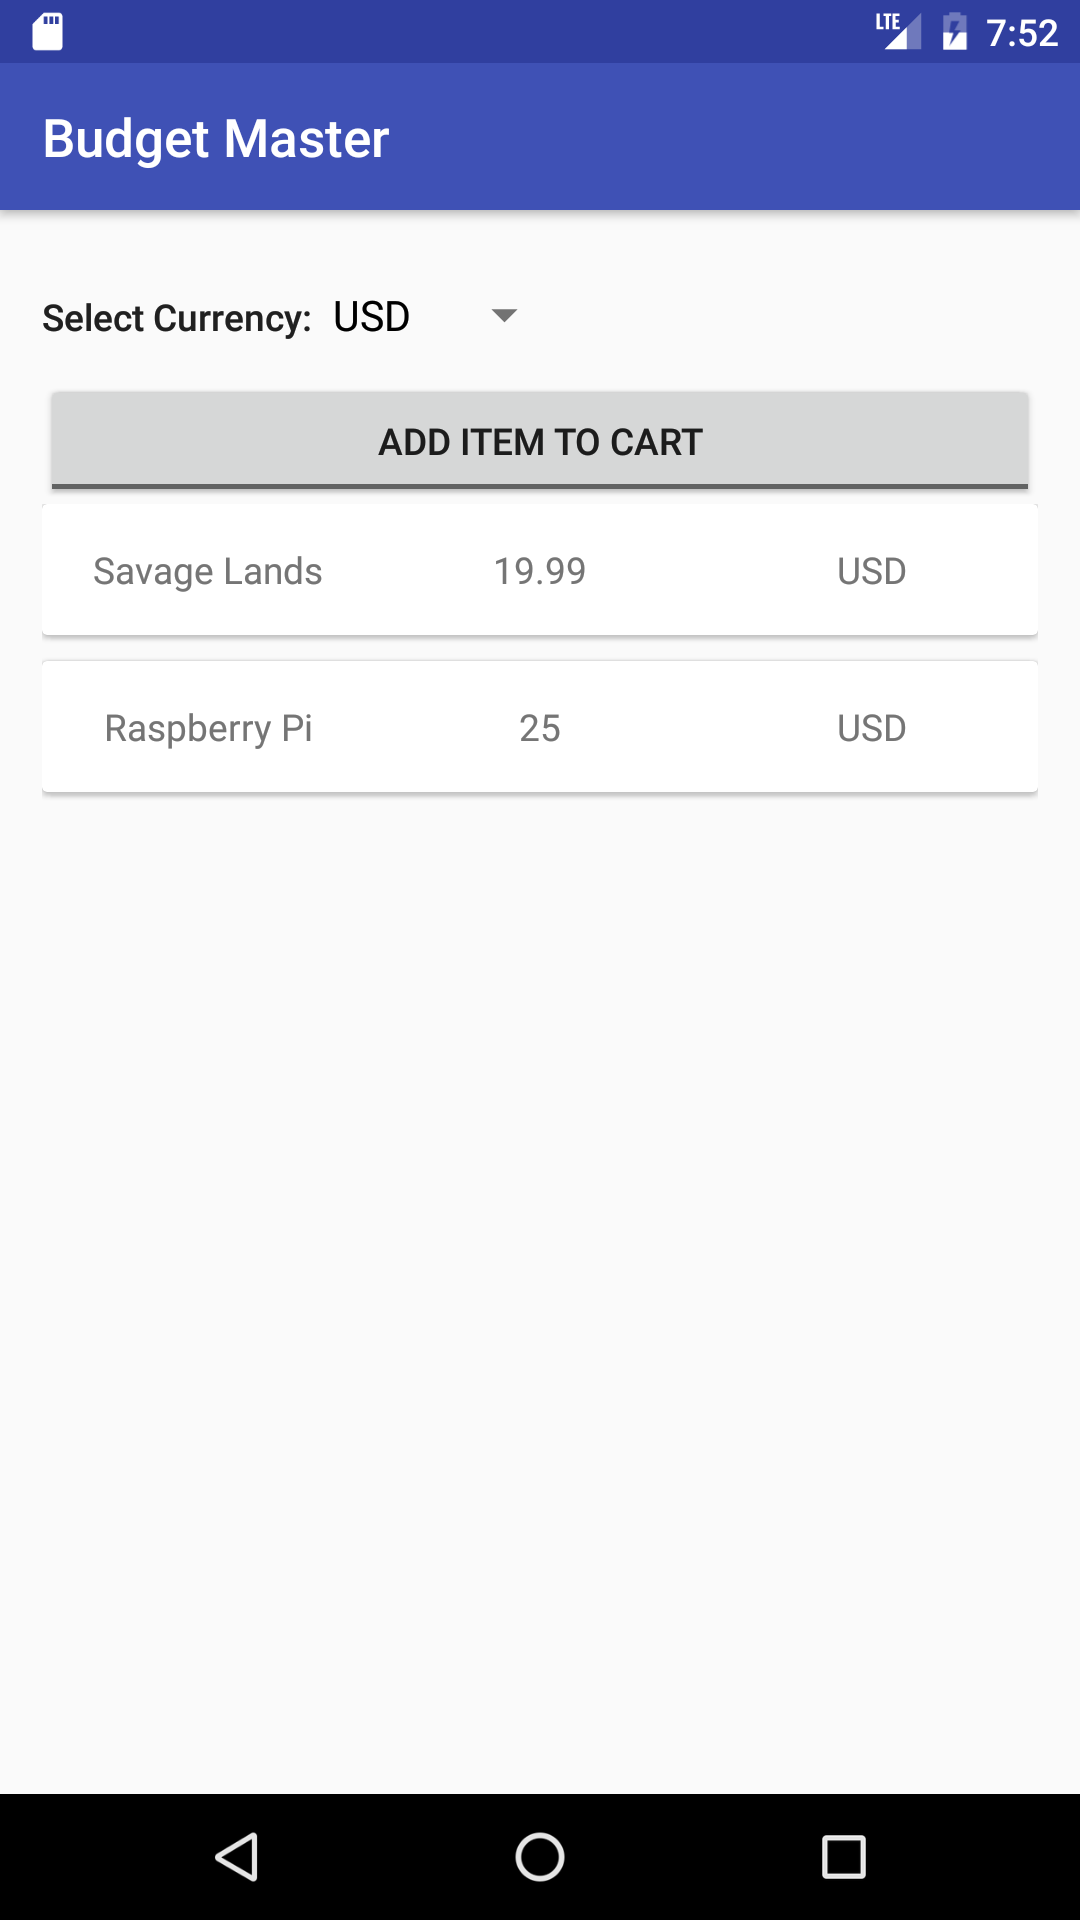 LTE 7:52
Budget Master
Select Currency: USD
ADD ITEM TO CART
Savage Lands 19.99 USD
Raspberry Pi 25 USD